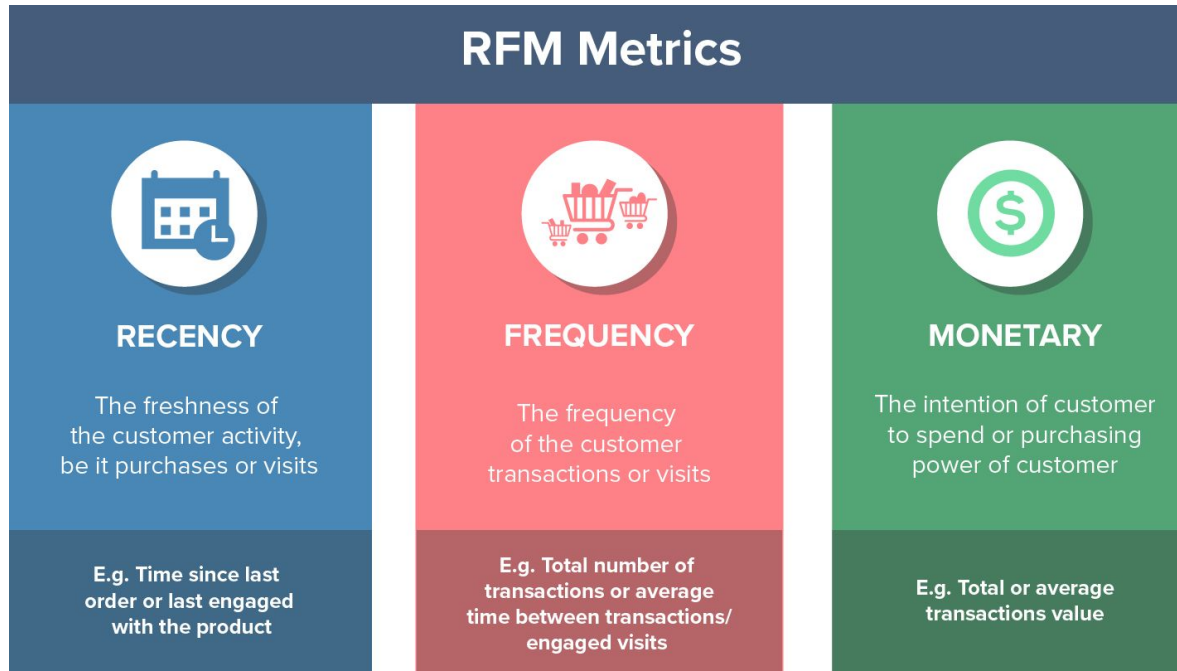 RFM Metrics
RECENCY
The freshness of
the customer activity,
be it purchases or visits
E.g. Time since last
order or last engaged
with the product
FREQUENCY
The frequency
of the customer
transactions or visits
E.g. Total number of
transactions or average
time between transactions/
engaged visits
MONETARY
The intention of customer
to spend or purchasing
power of customer
E.g. Total or average
transactions value